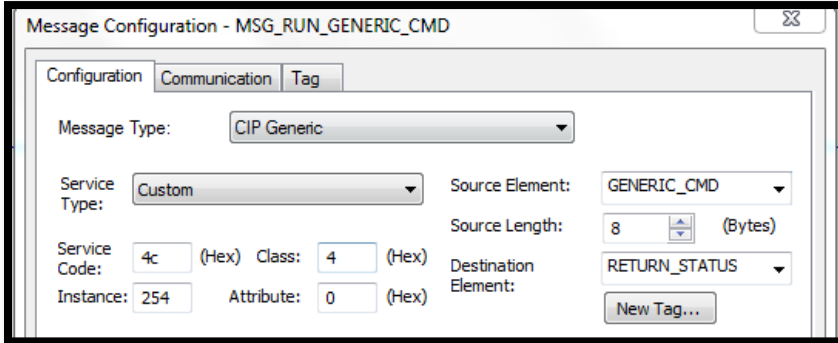 Message Configuration - MSG_RUN_GENERIC_CMD
Configuration Communication Tag
Message Type: CIP Generic
Service Type: Custom
Service Code: 4c (Hex) Class: 4 (Hex)
Instance: 254 Attribute: 0 (Hex)
Source Element: GENERIC_CMD
Source Length: 8 (Bytes)
Destination Element: RETURN_STATUS
New Tag...